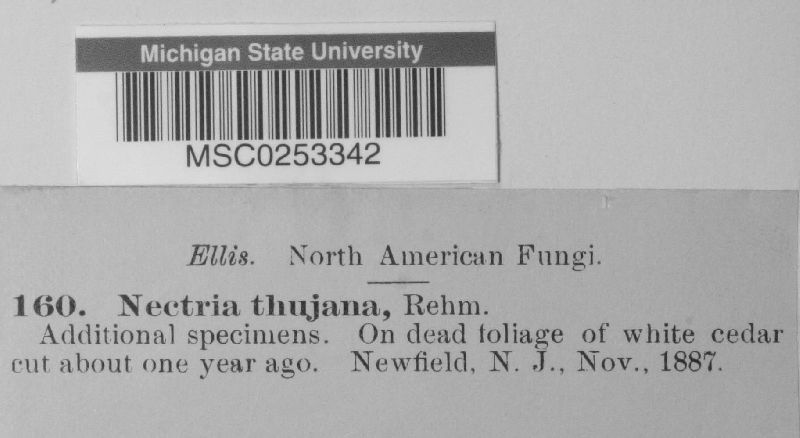 Michigan State University
MSC0253342
Ellis. North American Fungi.
160. Nectria thujana, Rehm.
Additional specimens. On dead foliage of white cedar
cut about one year ago. Newfield, N. J., Nov., 1887.